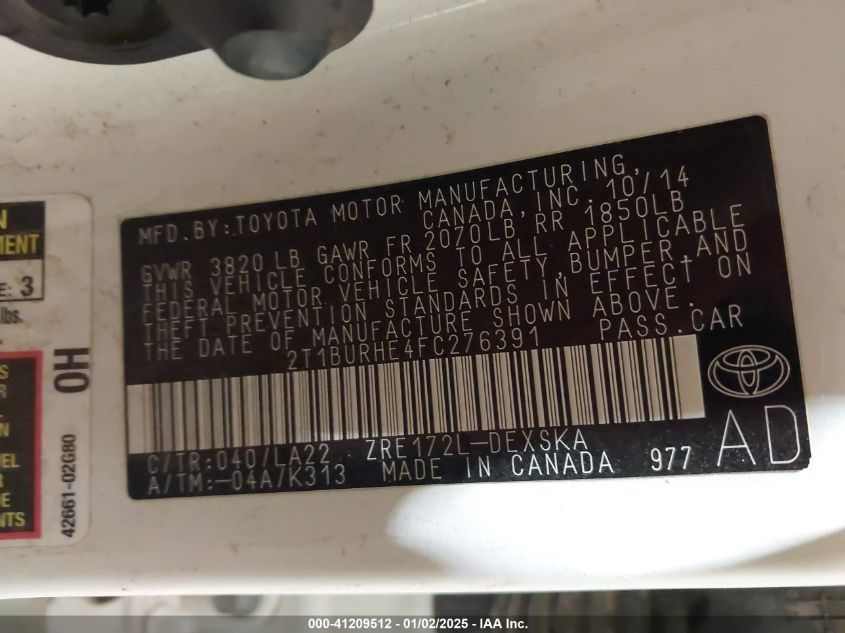 MFD.BY:TOYOTA MOTOR MANUFACTURING,
CANADA, INC. 10/14
GVWR 3820 LB GAWR FR 2070LB RR 1850LB
THIS VEHICLE CONFORMS TO ALL APPLICABLE
FEDERAL MOTOR VEHICLE SAFETY,BUMPER,AND
THEFT PREVENTION STANDARDS IN EFFECT ON
THE DATE OF MANUFACTURE SHOWN ABOVE.
2T1BURHE4FC276391 PASS.CAR
C/TR:040/LA22 ZRE172L-DEXSKA
A/TM:-04A/K313 MADE IN CANADA 977
AD
E: 3
lbs.
OH
42661-02G80
000-41209512 - 01/02/2025 - IAA Inc.